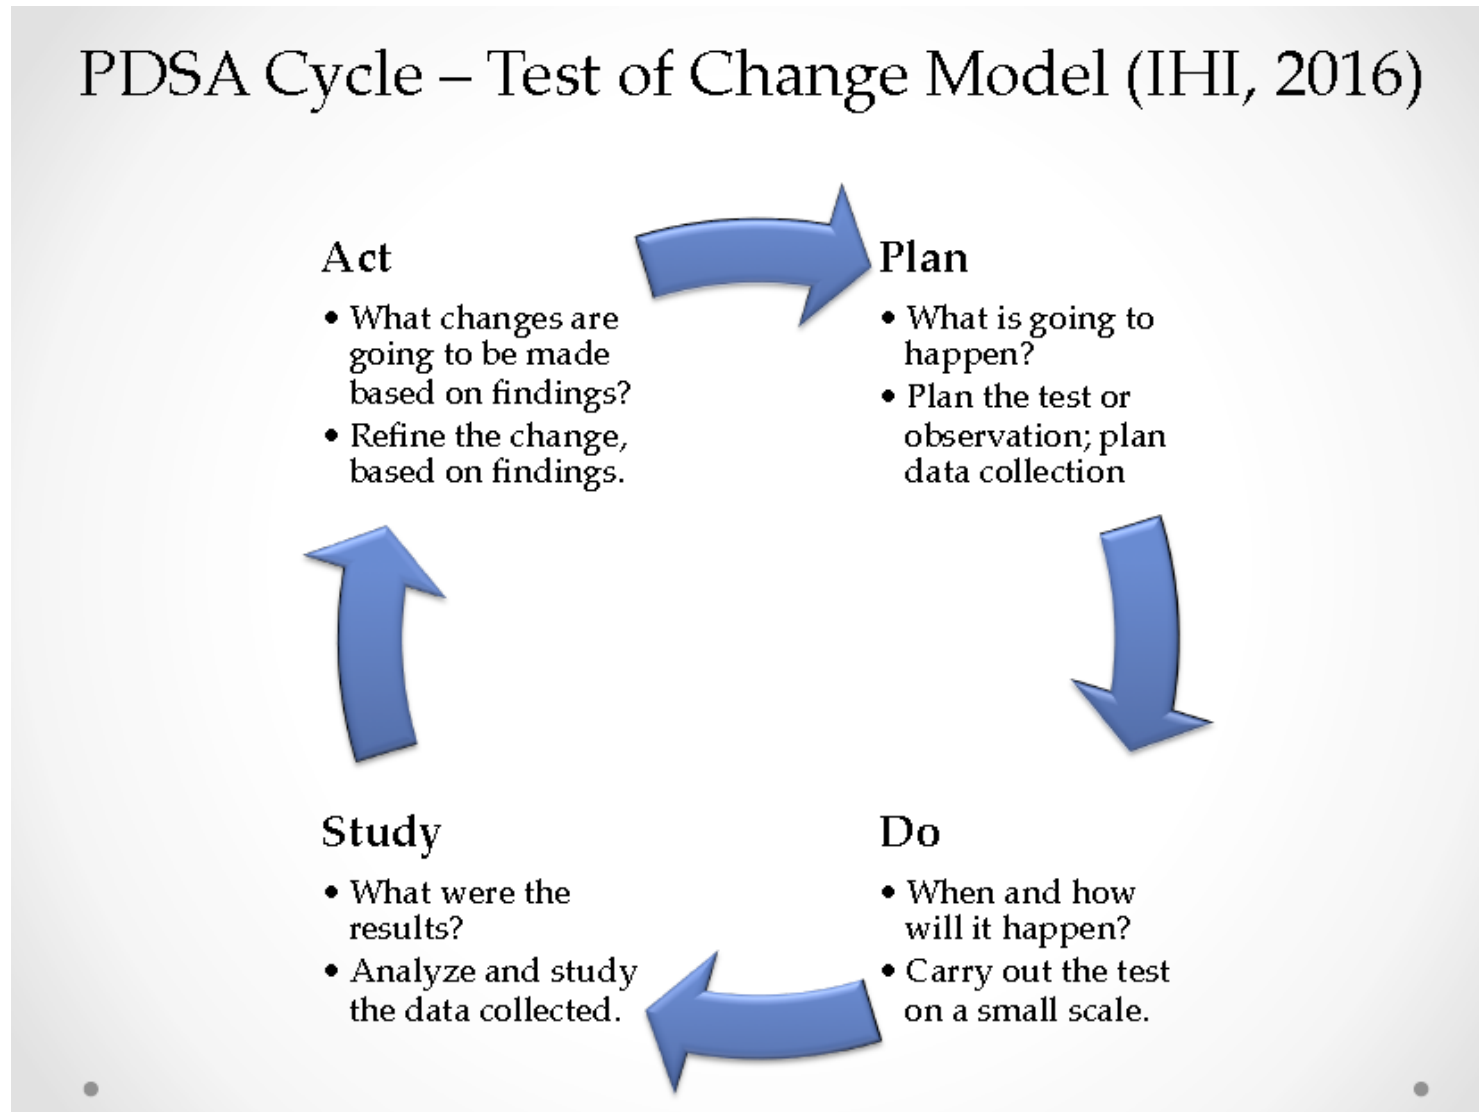 PDSA Cycle – Test of Change Model (IHI, 2016)
Act
• What changes are
going to be made
based on findings?
• Refine the change,
based on findings.
Plan
• What is going to
happen?
• Plan the test or
observation; plan
data collection
Study
• What were the
results?
• Analyze and study
the data collected.
Do
• When and how
will it happen?
• Carry out the test
on a small scale.